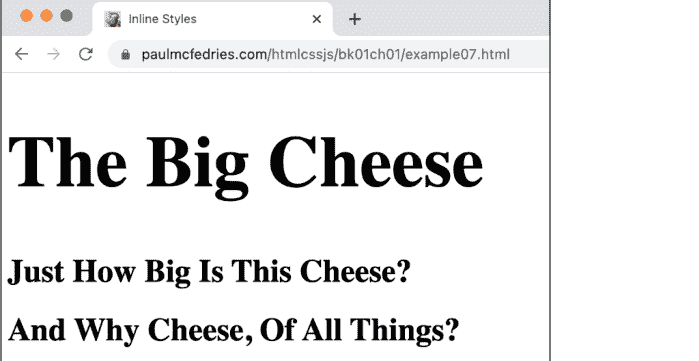 Inline Styles
paulmcfedries.com/htmlcssjs/bk01ch01/example07.html
The Big Cheese
Just How Big Is This Cheese?
And Why Cheese, Of All Things?